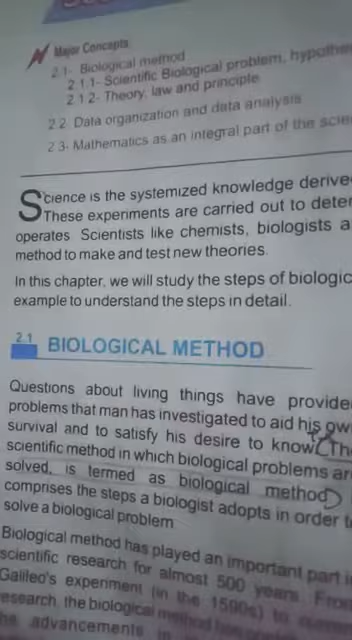 Major Concepts
2.1- Biological method
2.1.1- Scientific Biological problem, hypothe
2.1.2- Theory, law and principle
2.2 Data organization and data analysis
2.3- Mathematics as an integral part of the scie
Science is the systemized knowledge derive
These experiments are carried out to deter
operates Scientists like chemists, biologists a
method to make and test new theories.
In this chapter, we will study the steps of biologic
example to understand the steps in detail.
2.1 BIOLOGICAL METHOD
Questions about living things have provide
problems that man has investigated to aid his ow
survival and to satisfy his desire to know. The
scientific method in which biological problems are
solved, is termed as biological method
comprises the steps a biologist adopts in order t
solve a biological problem
Biological method has played an important part i
scientific research for almost 500 years. From
Galileo's experiment (in the 1590s) to
research, the biological method has
he advancements in